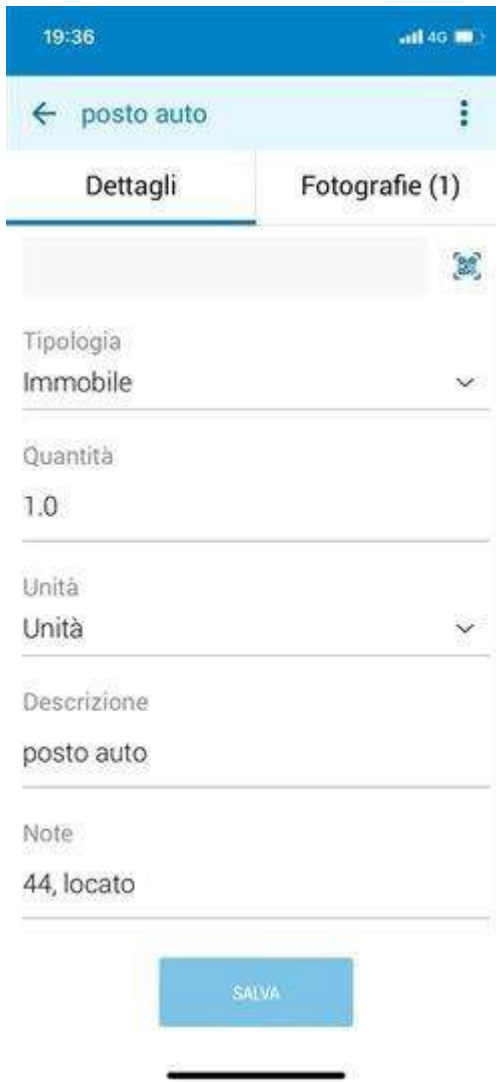 19:36
4G
posto auto
Dettagli
Fotografie (1)
Tipologia
Immobile
Quantità
1.0
Unità
Unità
Descrizione
posto auto
Note
44, locato
SALVA